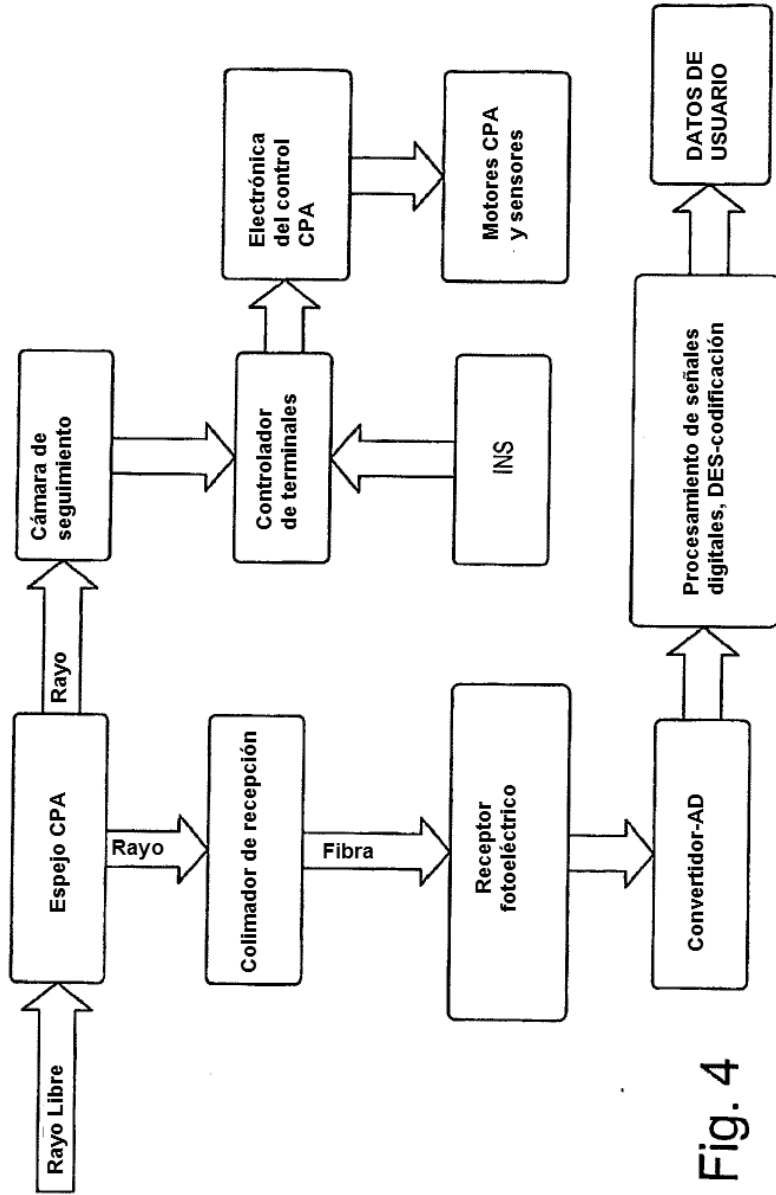 Rayo Libre
Espejo CPA
Rayo
Cámara de
seguimiento
Rayo
Colimador de recepción
Controlador
de terminales
Electrónica
del control
CPA
Fibra
INS
Motores CPA
y sensores
Receptor
fotoeléctrico
Convertidor-AD
Procesamiento de señales
digitales, DES-codificación
DATOS DE
USUARIO
Fig. 4